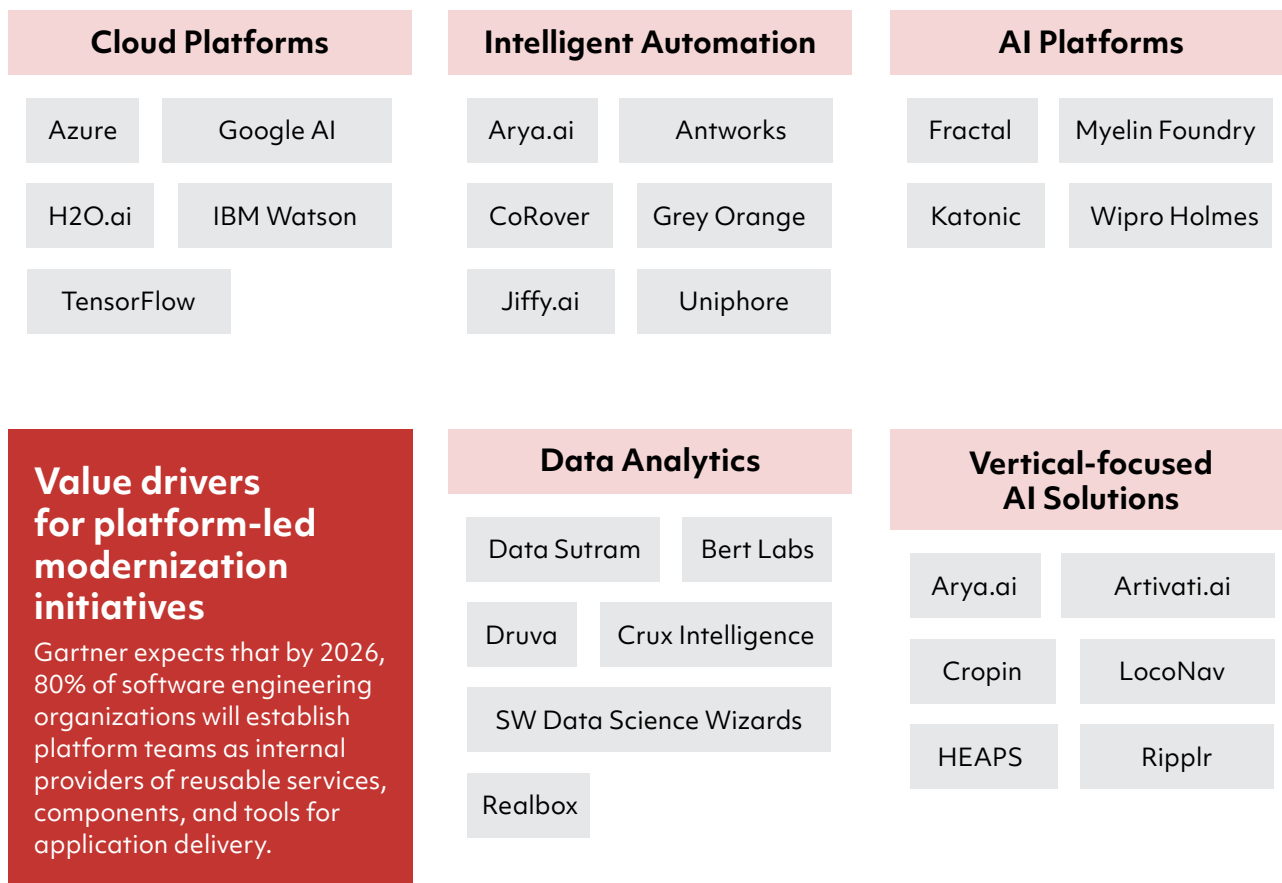 Cloud Platforms
Azure
Google AI
H2O.ai
IBM Watson
TensorFlow
Intelligent Automation
Arya.ai
Antworks
CoRover
Grey Orange
Jiffy.ai
Uniphore
AI Platforms
Fractal
Myelin Foundry
Katonic
Wipro Holmes
Value drivers
for platform-led
modernization
initiatives
Gartner expects that by 2026,
80% of software engineering
organizations will establish
platform teams as internal
providers of reusable services,
components, and tools for
application delivery.
Data Analytics
Data Sutram
Bert Labs
Druva
Crux Intelligence
SW Data Science Wizards
Realbox
Vertical-focused
AI Solutions
Arya.ai
Artivati.ai
Cropin
LocoNav
HEAPS
Ripplr